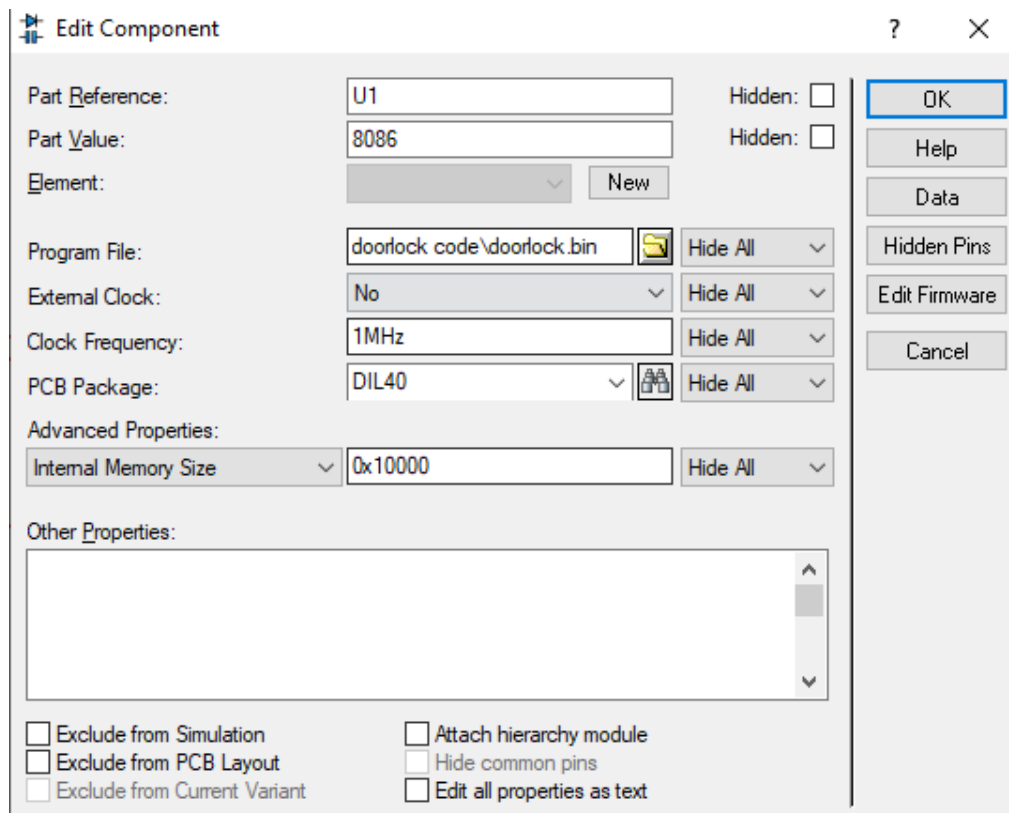 Edit Component ?
Part Reference: U1 Hidden:
Part Value: 8086 Hidden:
Element: New
Program File: doorlock code\doorlock.bin Hide All
External Clock: No Hide All
Clock Frequency: 1MHz Hide All
PCB Package: DIL40 Hide All
Advanced Properties:
Internal Memory Size 0x10000 Hide All
Other Properties:
Exclude from Simulation Attach hierarchy module
Exclude from PCB Layout Hide common pins
Exclude from Current Variant Edit all properties as text
OK
Help
Data
Hidden Pins
Edit Firmware
Cancel